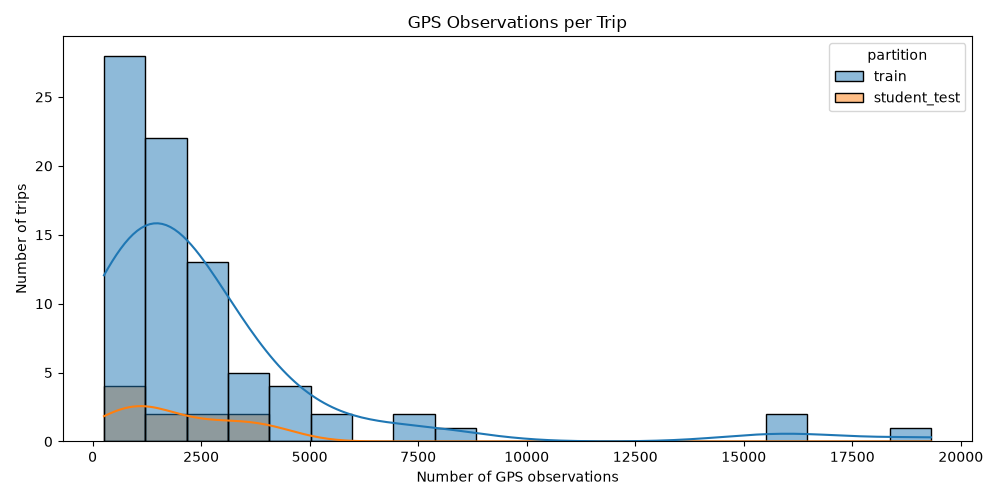 GPS Observations per Trip
partition
train
student_test
25
20
15
10
5
0
Number of trips
0 2500 5000 7500 10000 12500 15000 17500 20000
Number of GPS observations